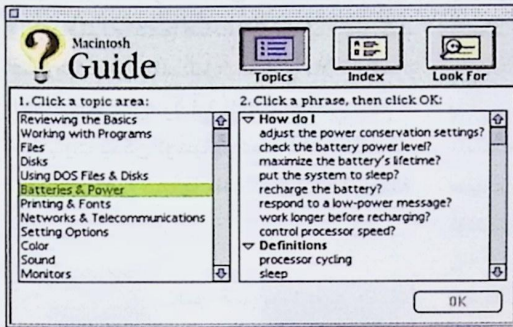 Macintosh
Guide
Topics
Index
Look For
1. Click a topic area:
Reviewing the Basics
Working with Programs
Files
Disks
Using DOS Files & Disks
Batteries & Power
Printing & Fonts
Networks & Telecommunications
Setting Options
Color
Sound
Monitors
2. Click a phrase, then click OK:
How do I
adjust the power conservation settings?
check the battery power level?
maximize the battery's lifetime?
put the system to sleep?
recharge the battery?
respond to a low-power message?
work longer before recharging?
control processor speed?
Definitions
processor cycling
sleep
OK